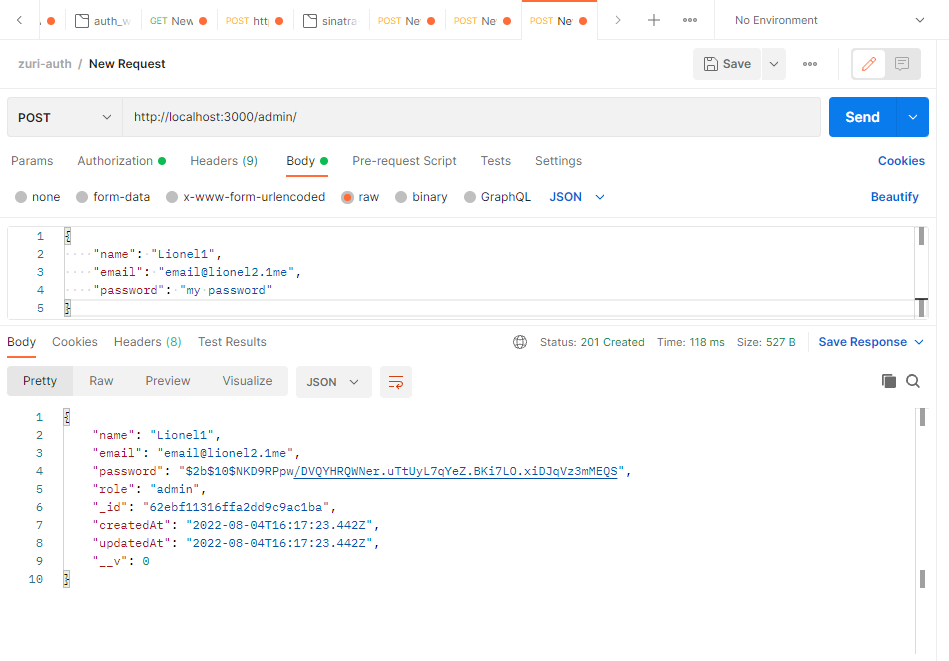 auth_w GET New POST htt sinatra- POST Ne POST Ne POST Ne No Environment
zuri-auth / New Request Save
POST http://localhost:3000/admin/ Send
Params Authorization Headers (9) Body Pre-request Script Tests Settings Cookies
none form-data x-www-form-urlencoded raw binary GraphQL JSON Beautify
1 {
2 "name": "Lionel1",
3 "email": "email@lionel2.1me",
4 "password": "my password"
5 }
Body Cookies Headers (8) Test Results Status: 201 Created Time: 118 ms Size: 527 B Save Response
Pretty Raw Preview Visualize JSON
1 {
2 "name": "Lionel1",
3 "email": "email@lionel2.1me",
4 "password": "$2b$10$NKD9RPpw/DVQYHRQWNer.uTtUyL7qYeZ.BKi7LO.xiDJqVz3mMEQS",
5 "role": "admin",
6 "_id": "62ebf11316ffa2dd9c9ac1ba",
7 "createdAt": "2022-08-04T16:17:23.442Z",
8 "updatedAt": "2022-08-04T16:17:23.442Z",
9 "__v": 0
10 }